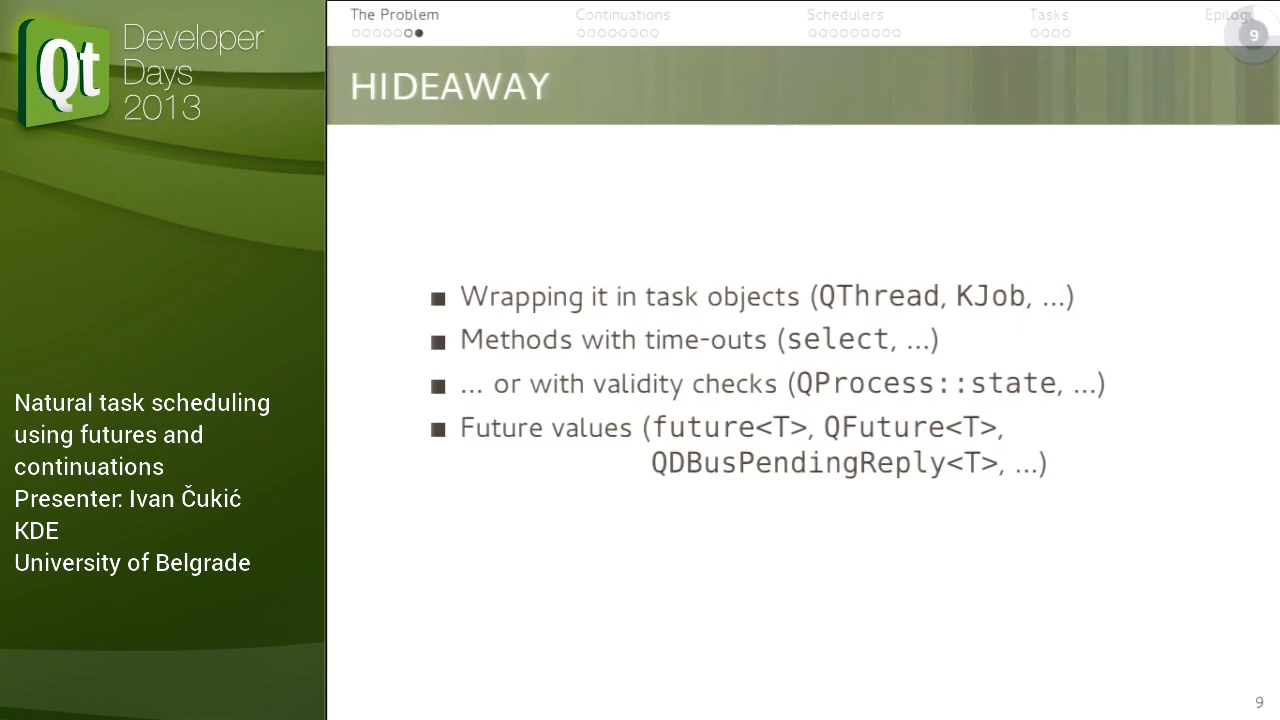 Qt
Developer
Days
2013
Natural task scheduling
using futures and
continuations
Presenter: Ivan Čukić
KDE
University of Belgrade
The Problem
Continuations
Schedulers
Tasks
Epilogue
9
HIDEAWAY
Wrapping it in task objects (QThread, KJob, ...)
Methods with time-outs (select, ...)
... or with validity checks (QProcess::state, ...)
Future values (future<T>, QFuture<T>,
QDBusPendingReply<T>, ...)
9